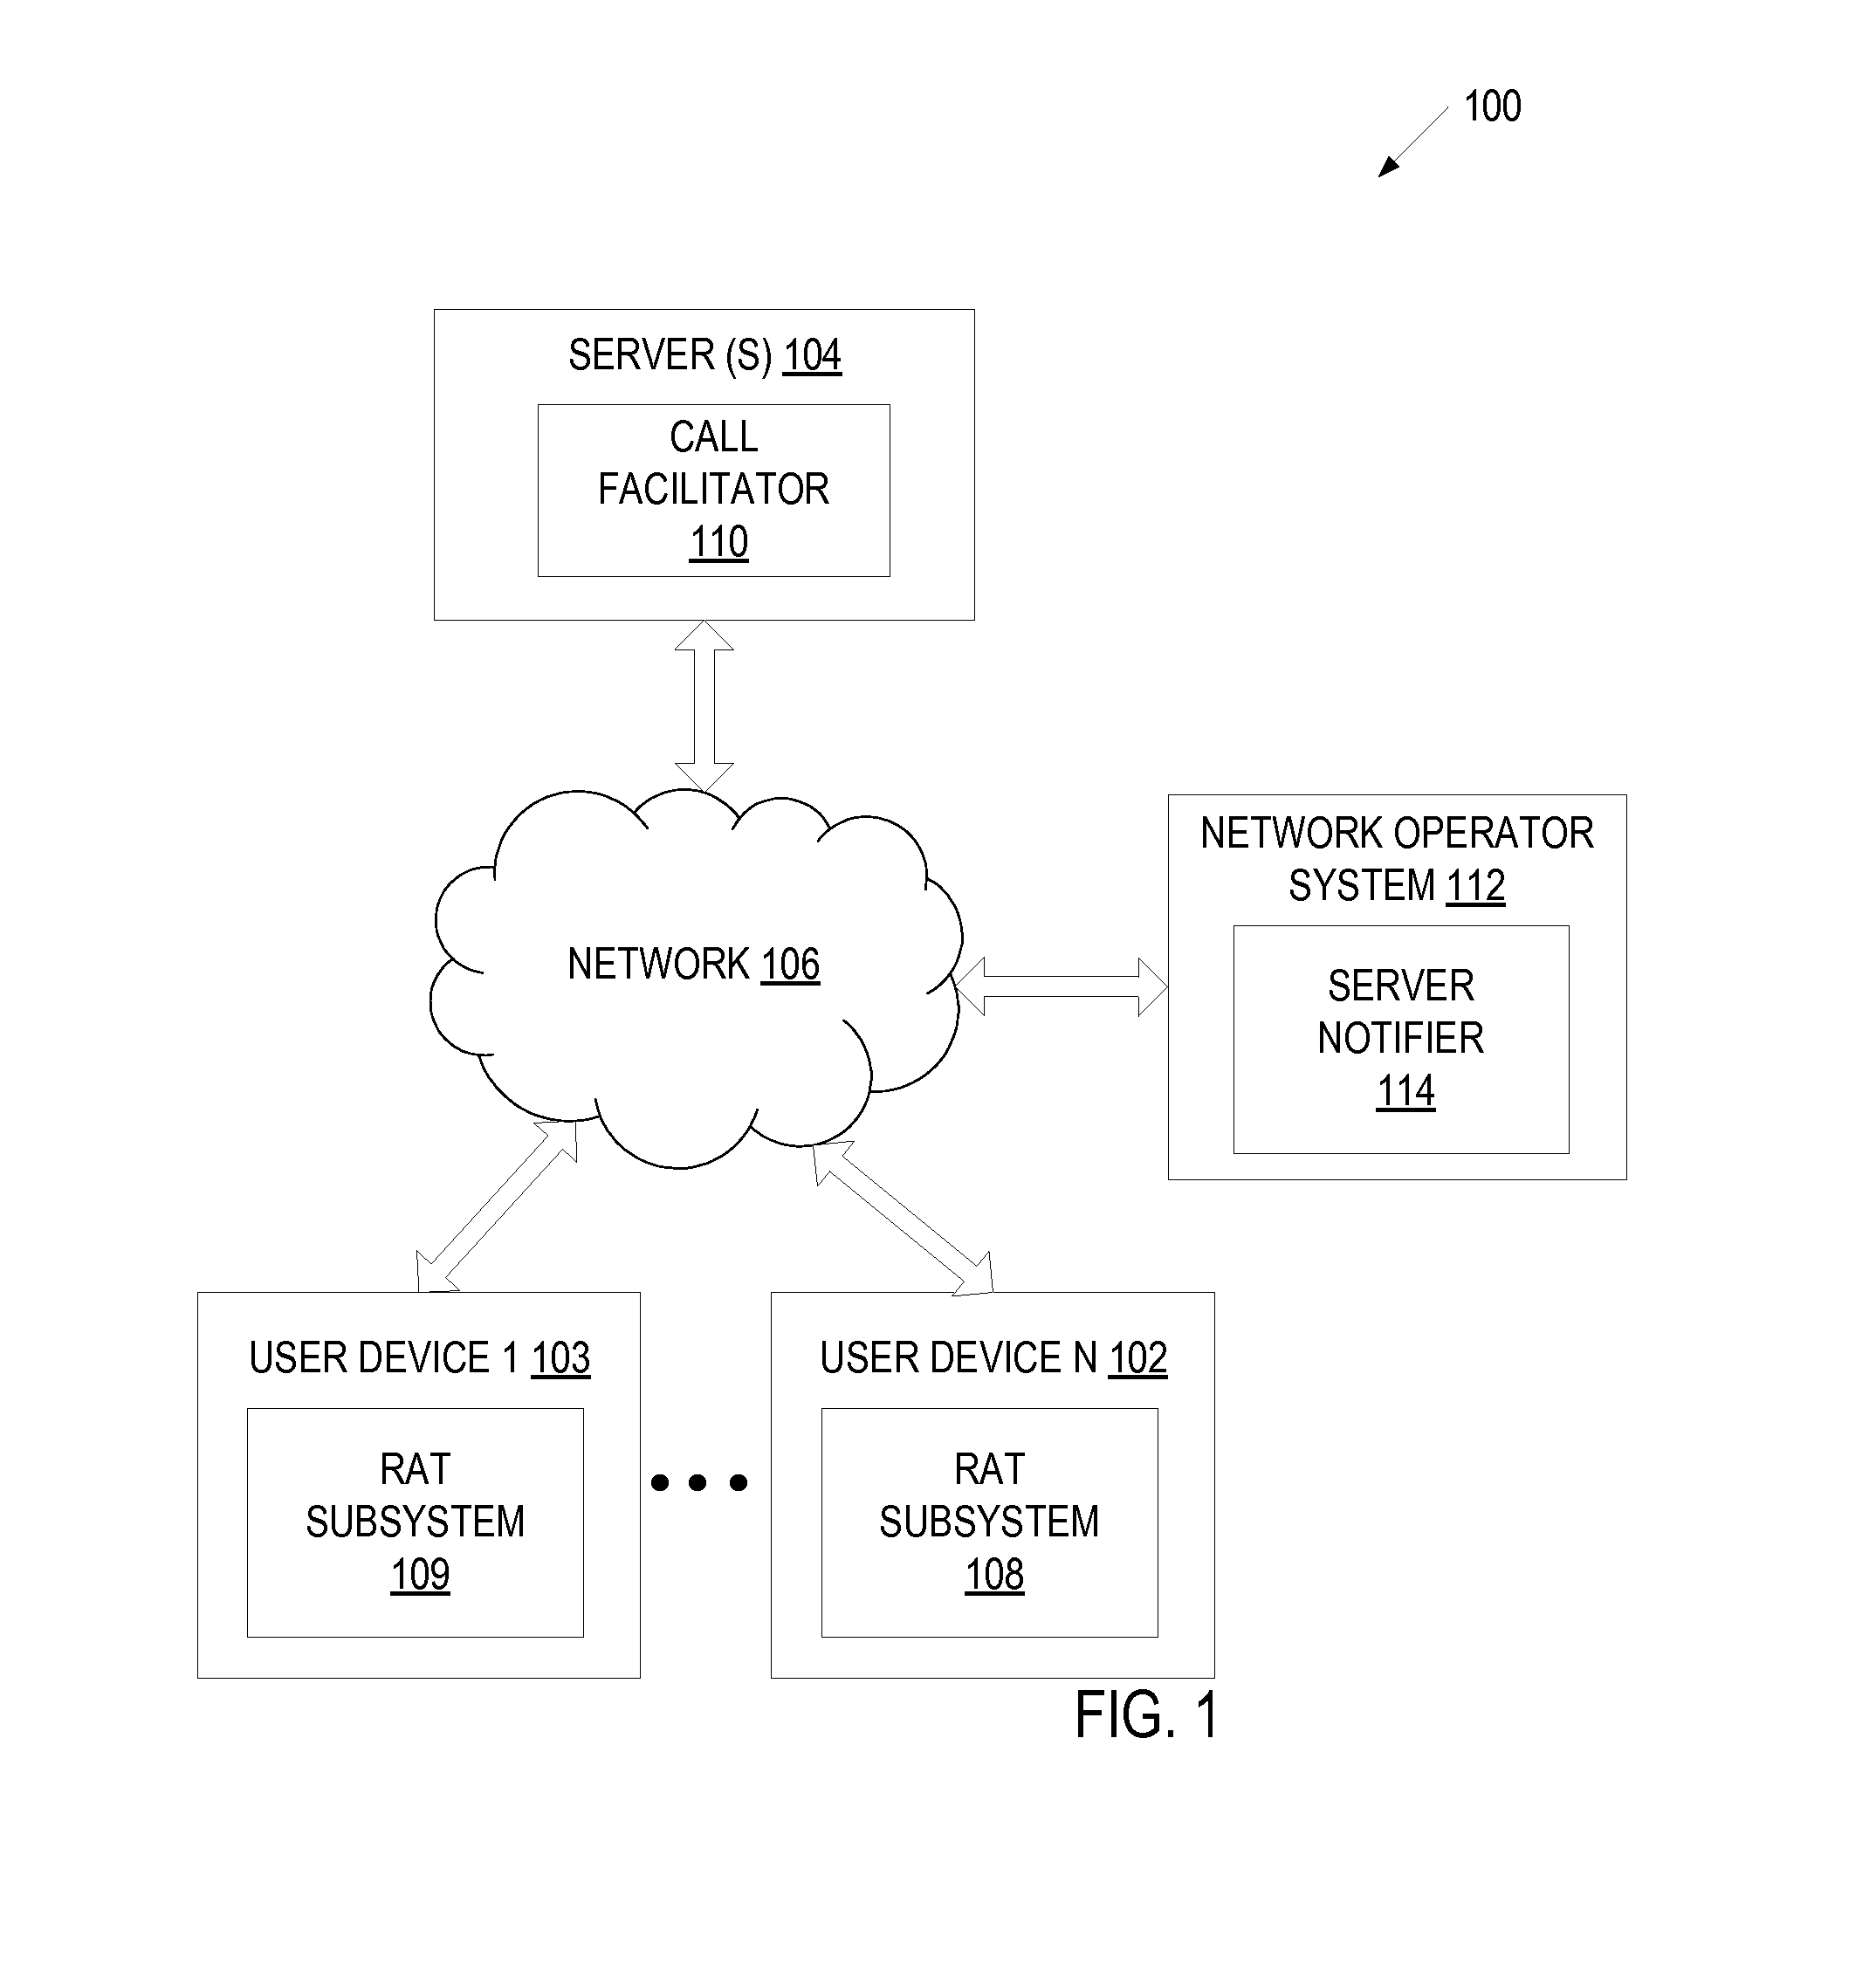 100
SERVER (S) 104
CALL
FACILITATOR
110
NETWORK OPERATOR
SYSTEM 112
NETWORK 106
SERVER
NOTIFIER
114
USER DEVICE 1 103
RAT
SUBSYSTEM
109
USER DEVICE N 102
RAT
SUBSYSTEM
108
FIG. 1